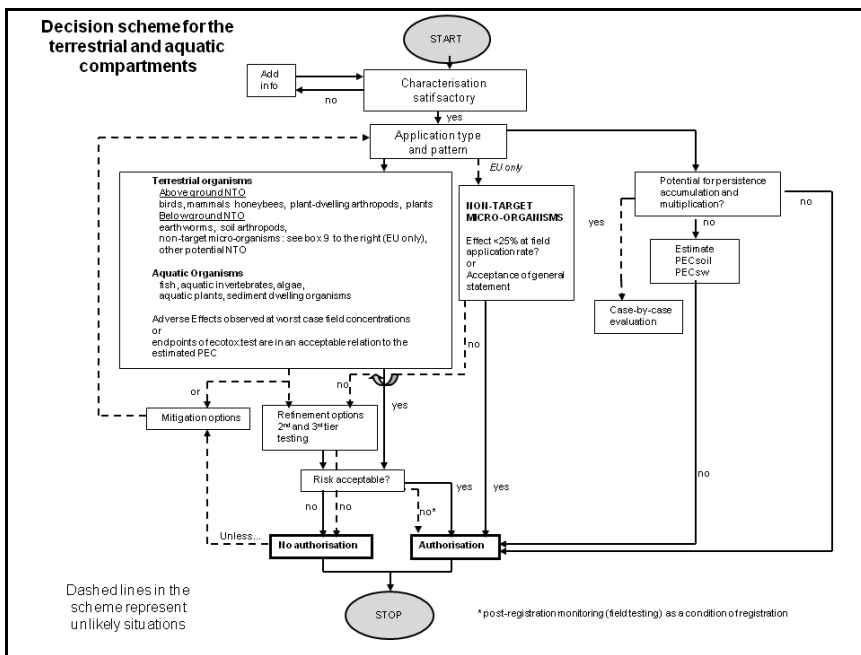 Decision scheme for the
terrestrial and aquatic
compartments
START
Add
info
no
Characterisation
satifsactory
yes
Application type
and pattern
EU only
Terrestrial organisms
Above ground NTO
birds, mammals honeybees, plant-dwelling arthropods, plants
Belowground NTO
earthworms, soil arthropods,
non-target micro-organisms: see box 9 to the right (EU only),
other potential NTO
Aquatic Organisms
fish, aquatic invertebrates, algae,
aquatic plants, sediment dwelling organisms
Adverse Effects observed at worst case field concentrations
or
endpoints of ecotox.test are in an acceptable relation to the
estimated PEC
NON-TARGET
MICRO-ORGANISMS
Effect <25% at field
application rate?
or
Acceptance of general
statement
Potential for persistence
accumulation and
multiplication?
yes
no
no
Estimate
PECsoil
PECsw
Case-by-case
evaluation
no
or
no
yes
Mitigation options
Refinement options
2nd and 3rd tier
testing
Risk acceptable?
no
no
no*
yes
yes
no
Unless...
No authorisation
Authorisation
STOP
Dashed lines in the
scheme represent
unlikely situations
* post-registration monitoring (field testing) as a condition of registration